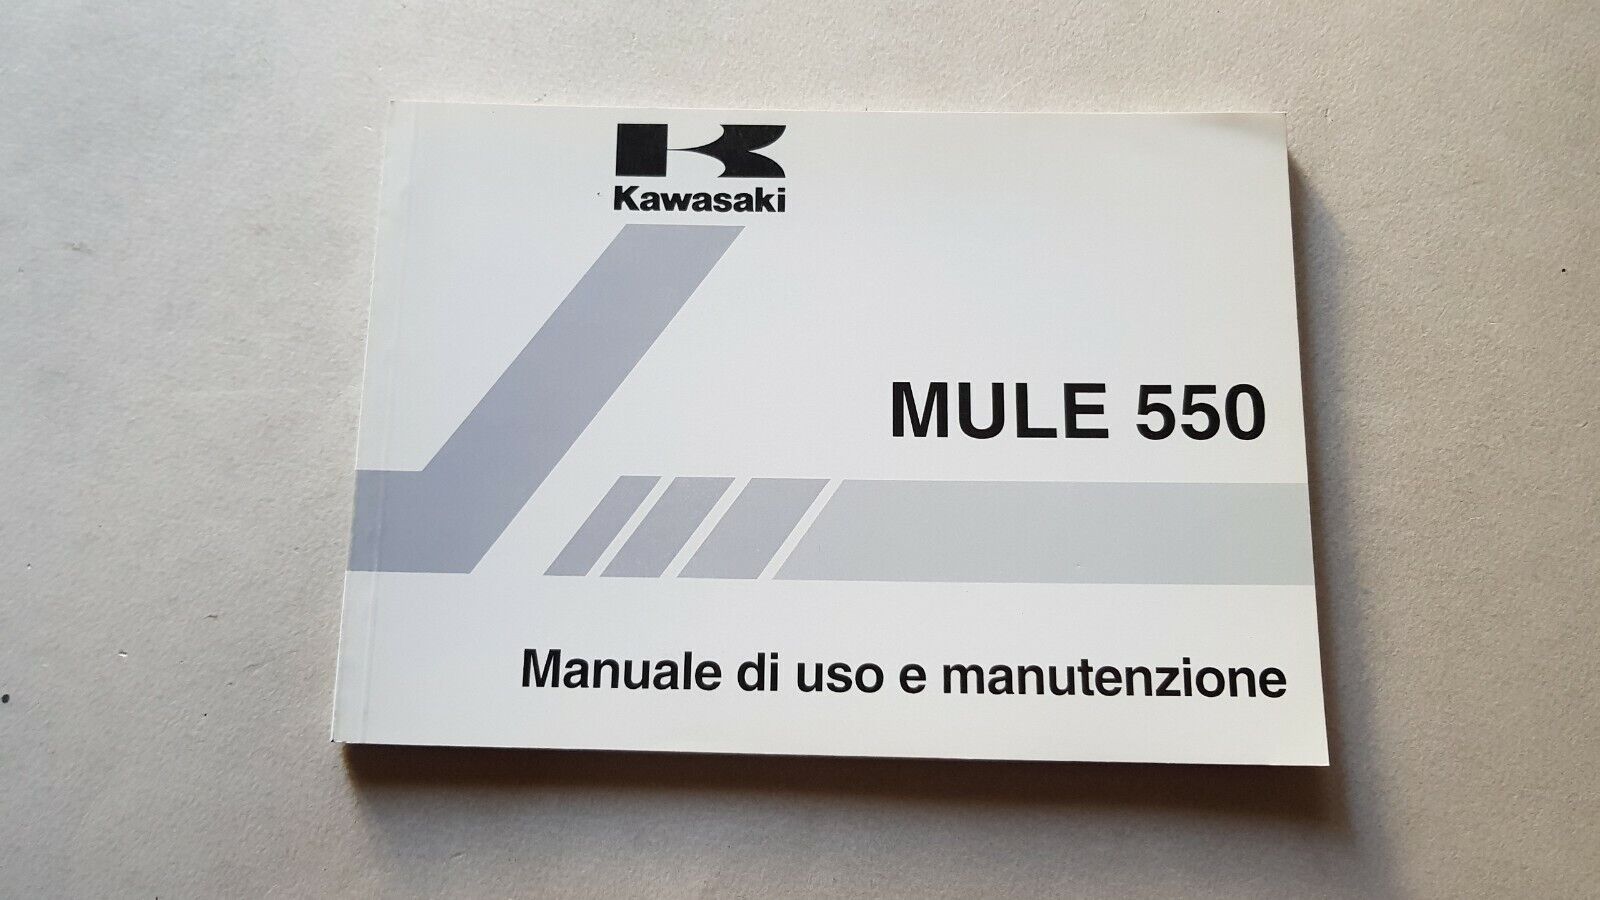 Kawasaki
MULE 550
Manuale di uso e manutenzione